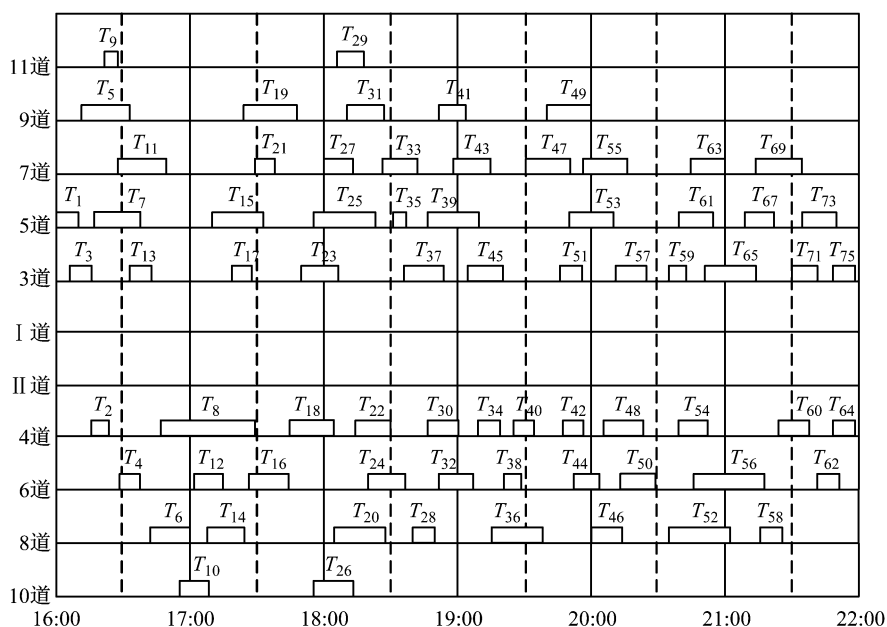 T9 T29
11道
T5 T19 T31 T41 T49
9道
T11 T21 T27 T33 T43 T47 T55 T63 T69
7道
T1 T7 T15 T25 T35 T39 T53 T61 T67 T73
5道
T3 T13 T17 T23 T37 T45 T51 T57 T59 T65 T71 T75
3道
Ⅰ道
Ⅱ道
T2 T8 T18 T22 T30 T34 T40 T42 T48 T54 T60 T64
4道
T4 T12 T16 T24 T32 T38 T44 T50 T56 T62
6道
T6 T14 T20 T28 T36 T46 T52 T58
8道
T10 T26
10道
16:00 17:00 18:00 19:00 20:00 21:00 22:00